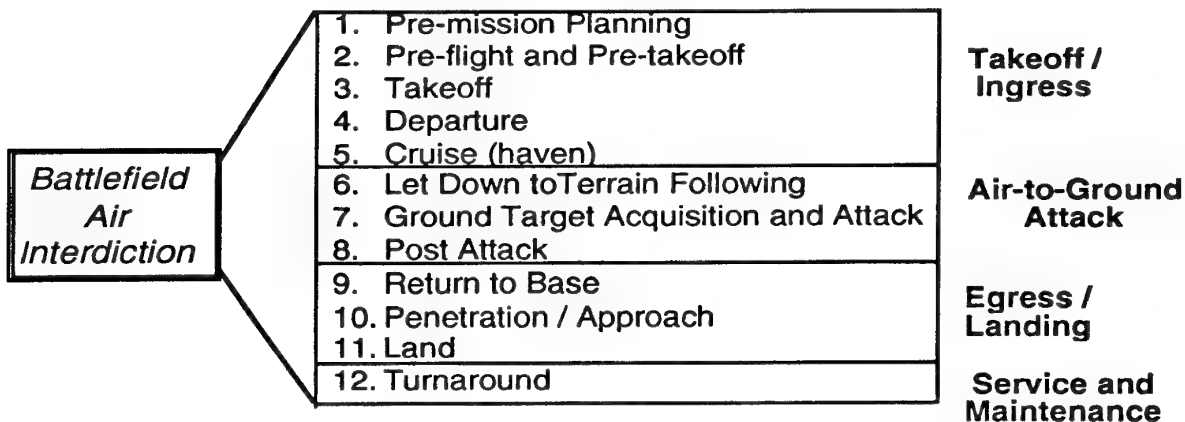 Battlefield
Air
Interdiction
1. Pre-mission Planning
2. Pre-flight and Pre-takeoff
3. Takeoff
4. Departure
5. Cruise (haven)
Takeoff /
Ingress
6. Let Down toTerrain Following
7. Ground Target Acquisition and Attack
8. Post Attack
Air-to-Ground
Attack
9. Return to Base
10. Penetration / Approach
11. Land
Egress /
Landing
12. Turnaround
Service and
Maintenance